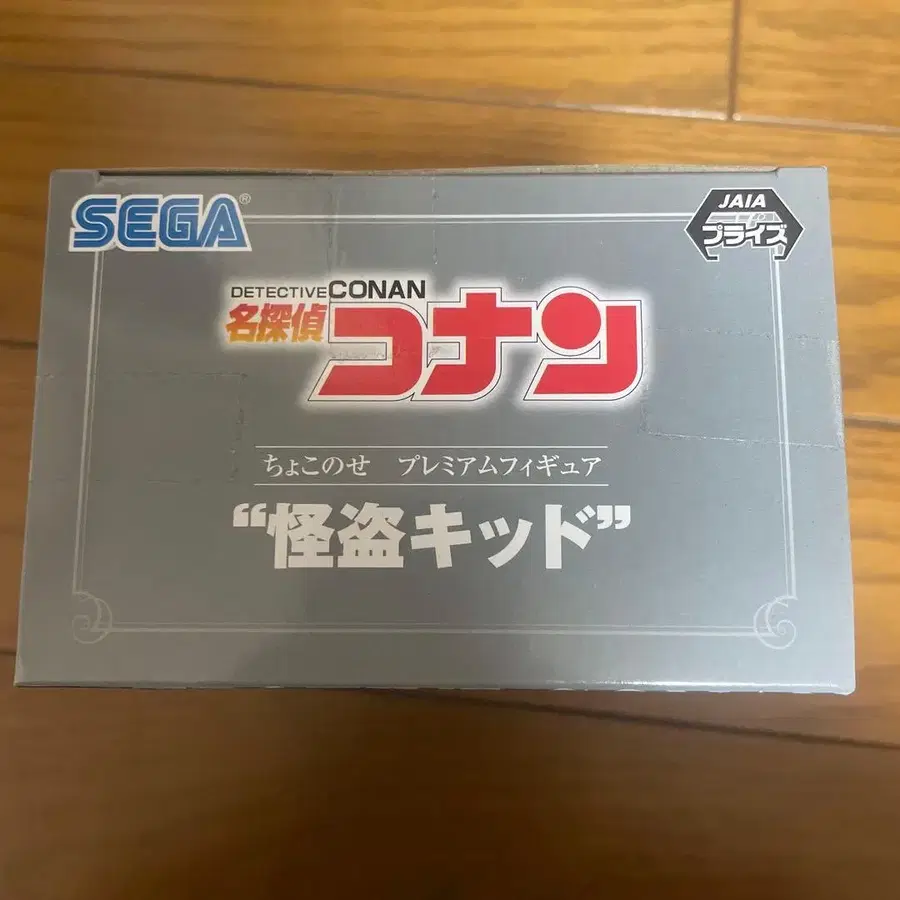 SEGA®
JAIA
プライズ
DETECTIVE CONAN
名探偵コナン
ちょこのせ プレミアムフィギュア
“怪盗キッド”